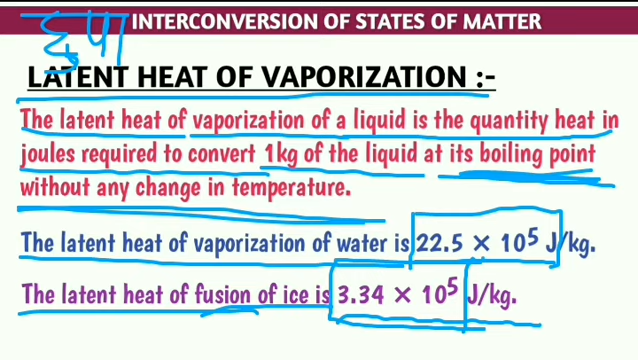 INTERCONVERSION OF STATES OF MATTER
LATENT HEAT OF VAPORIZATION :-
The latent heat of vaporization of a liquid is the quantity heat in
joules required to convert 1kg of the liquid at its boiling point
without any change in temperature.
The latent heat of vaporization of water is 22.5 × 10⁵ J/kg.
The latent heat of fusion of ice is 3.34 × 10⁵ J/kg.